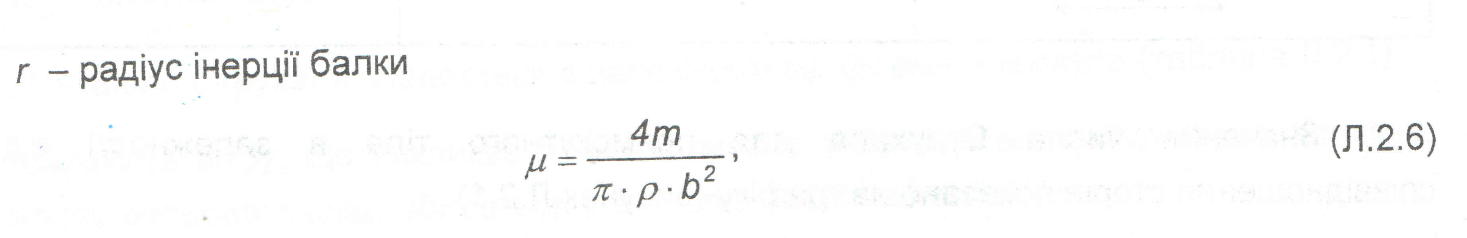 r – радіус інерції балки
μ = 4m / (π · ρ · b²), (Л.2.6)